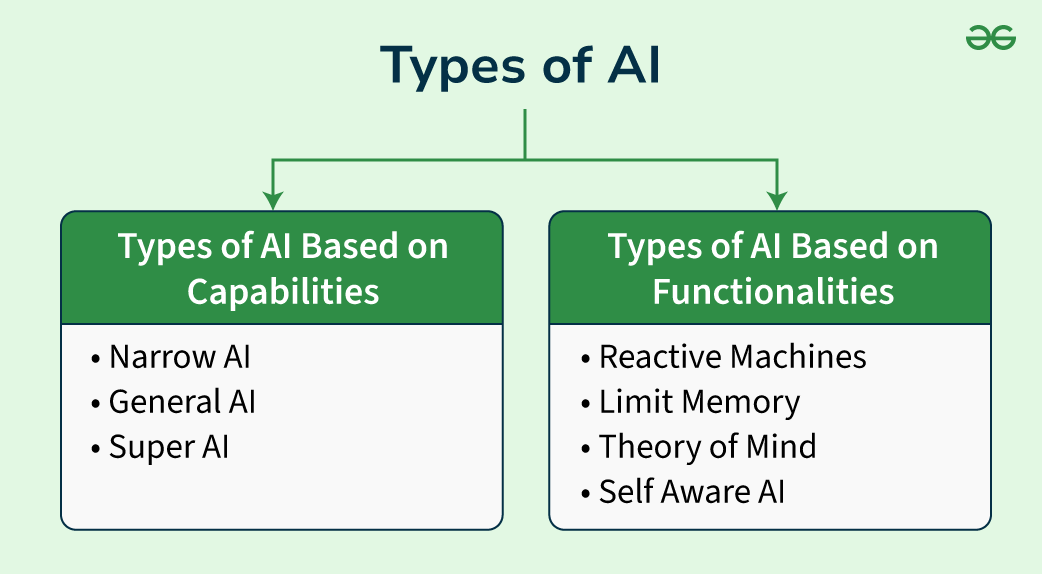 Types of AI
Types of AI Based on
Capabilities
• Narrow AI
• General AI
• Super AI
Types of AI Based on
Functionalities
• Reactive Machines
• Limit Memory
• Theory of Mind
• Self Aware AI